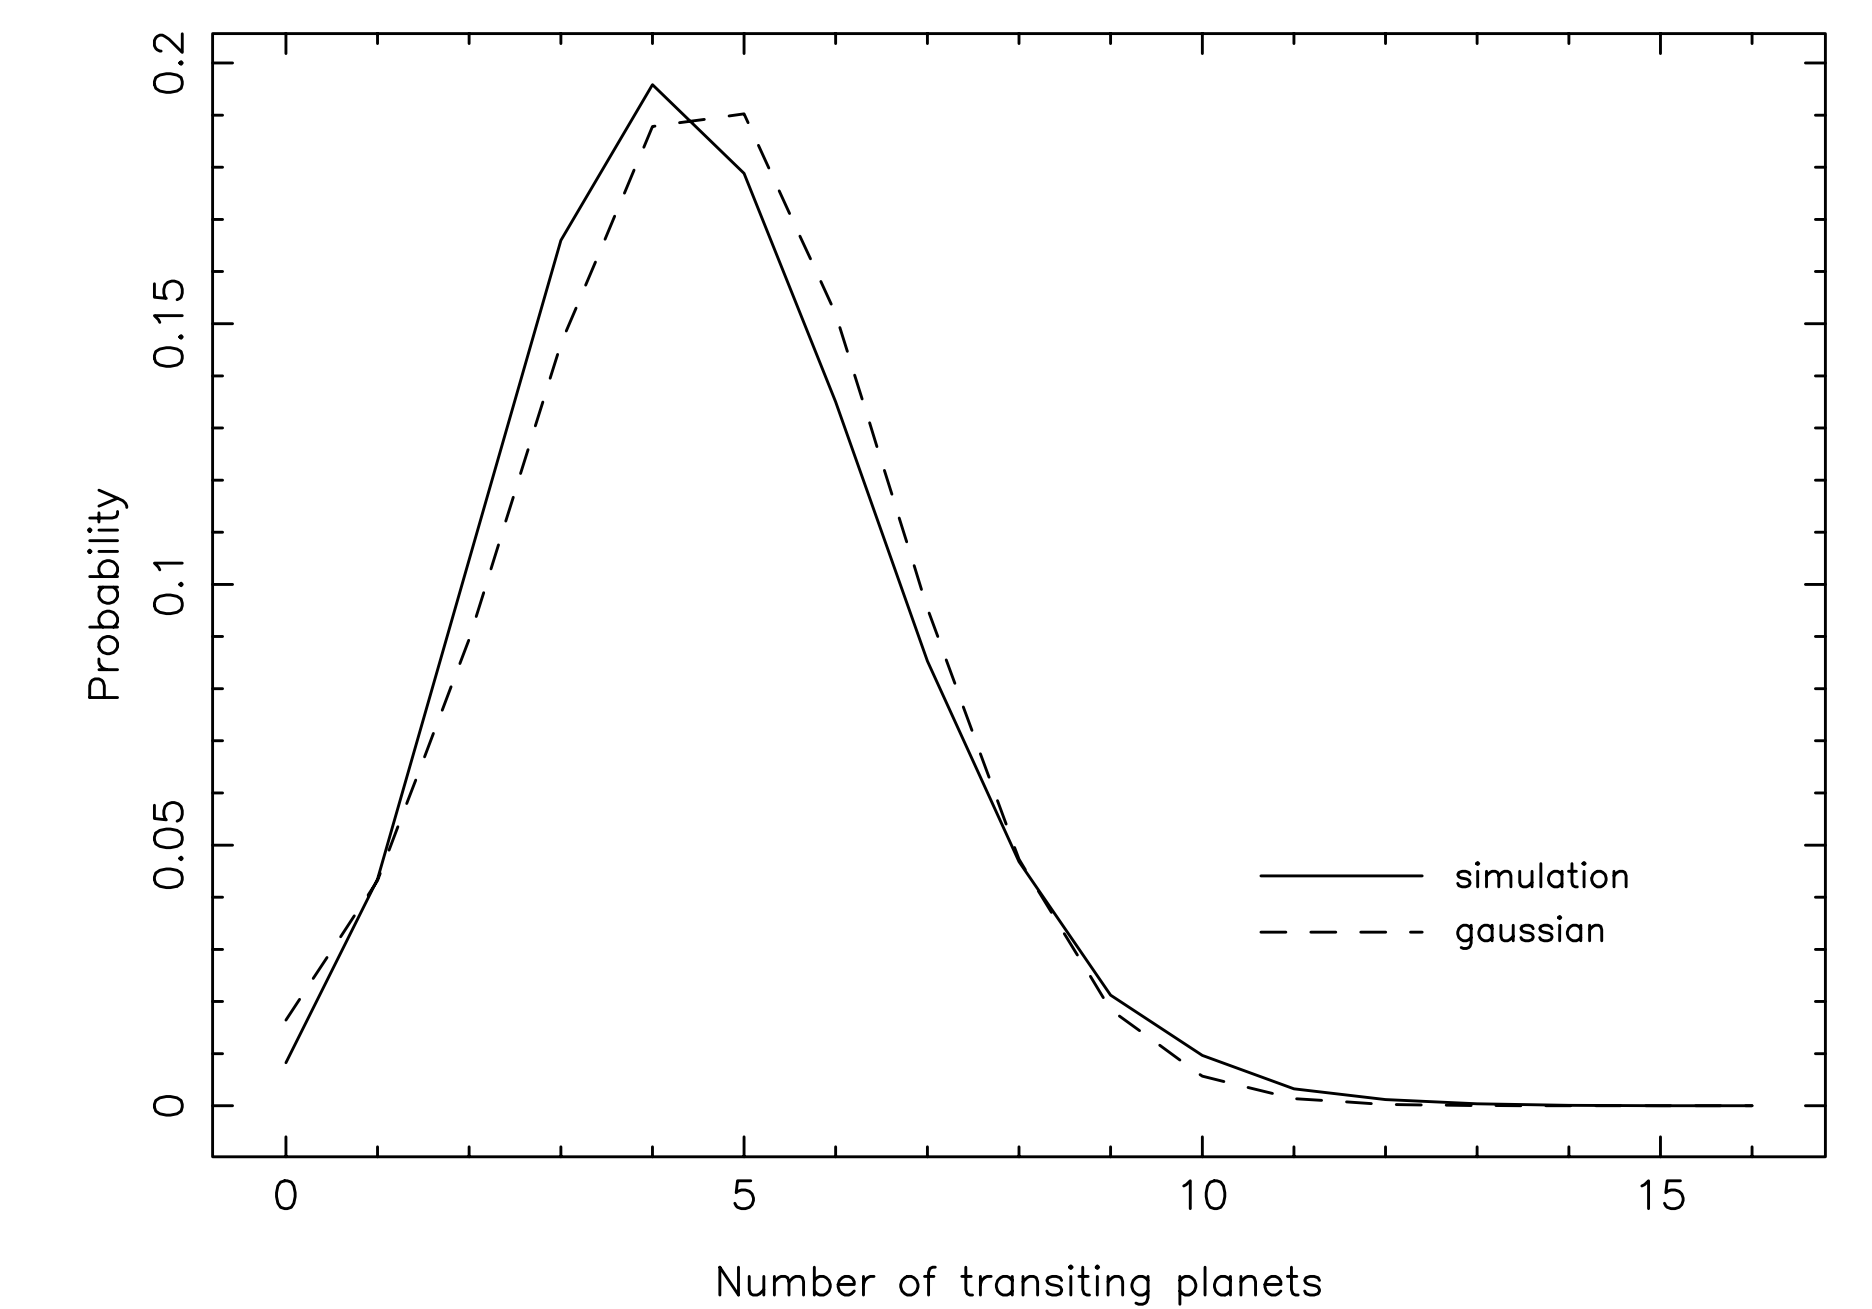 0.2
0.15
0.1
0.05
0
Probability
simulation
gaussian
0 5 10 15
Number of transiting planets